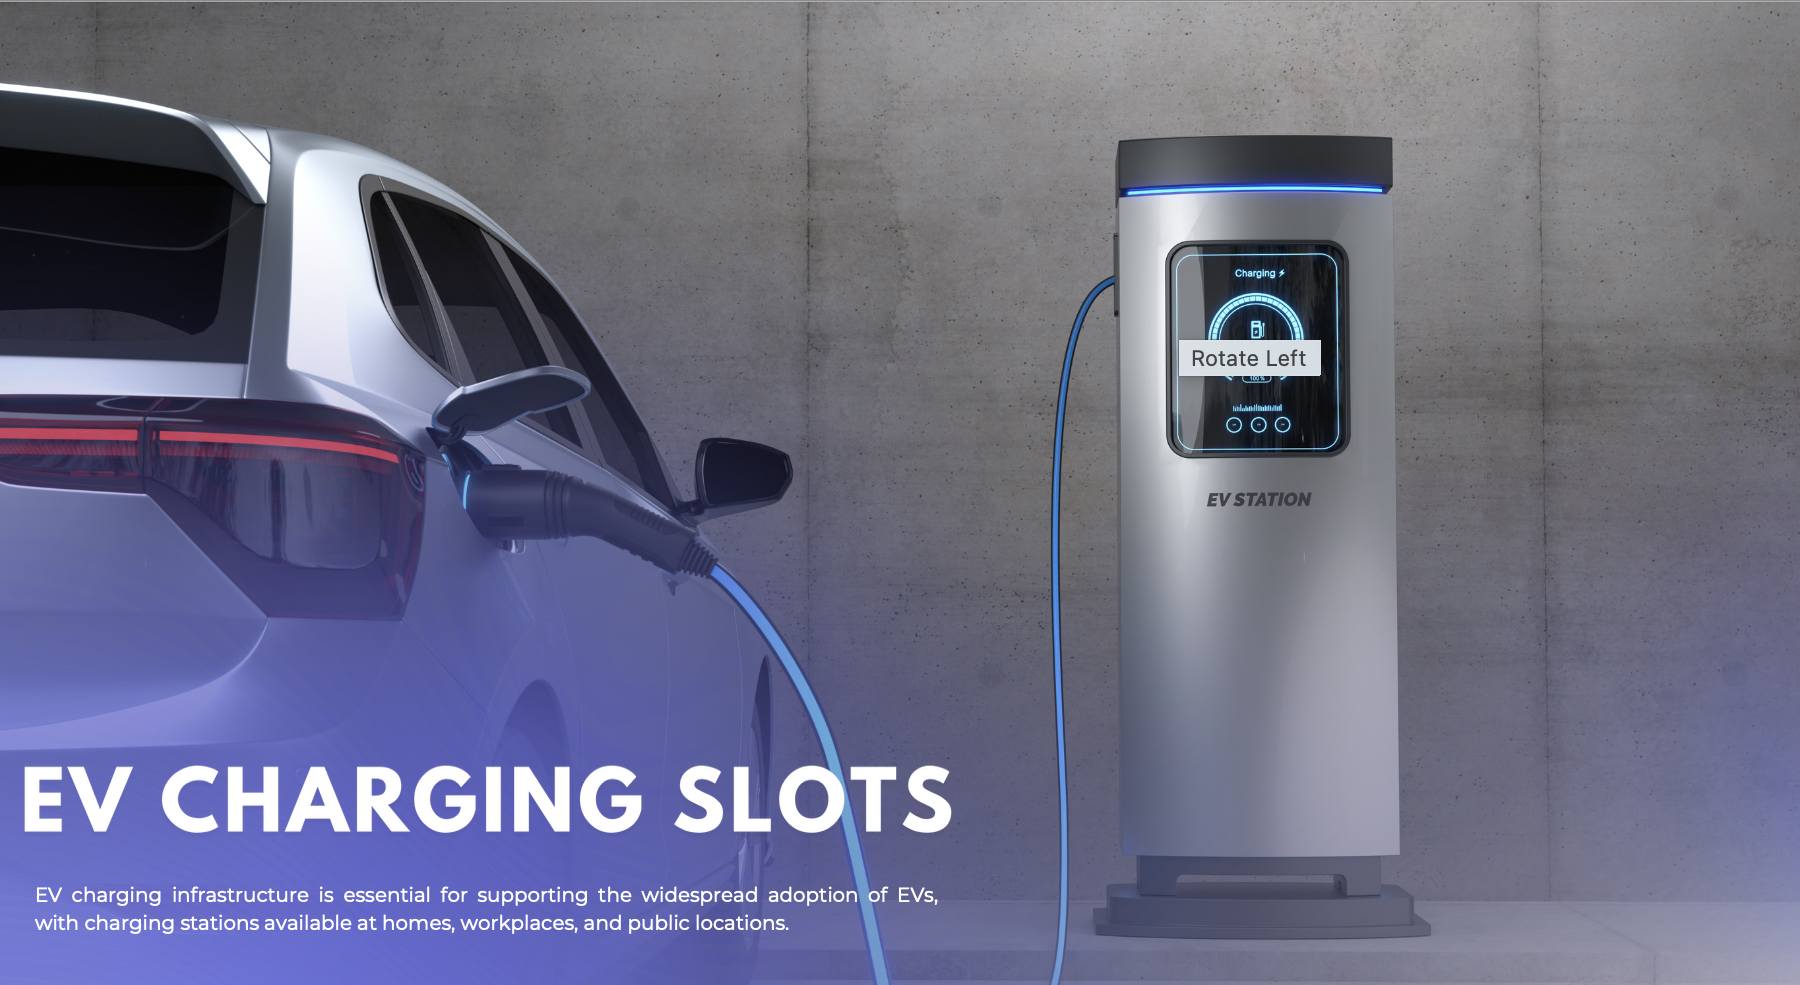 Charging
Rotate Left
100 %
EV STATION
EV CHARGING SLOTS
EV charging infrastructure is essential for supporting the widespread adoption of EVs,
with charging stations available at homes, workplaces, and public locations.